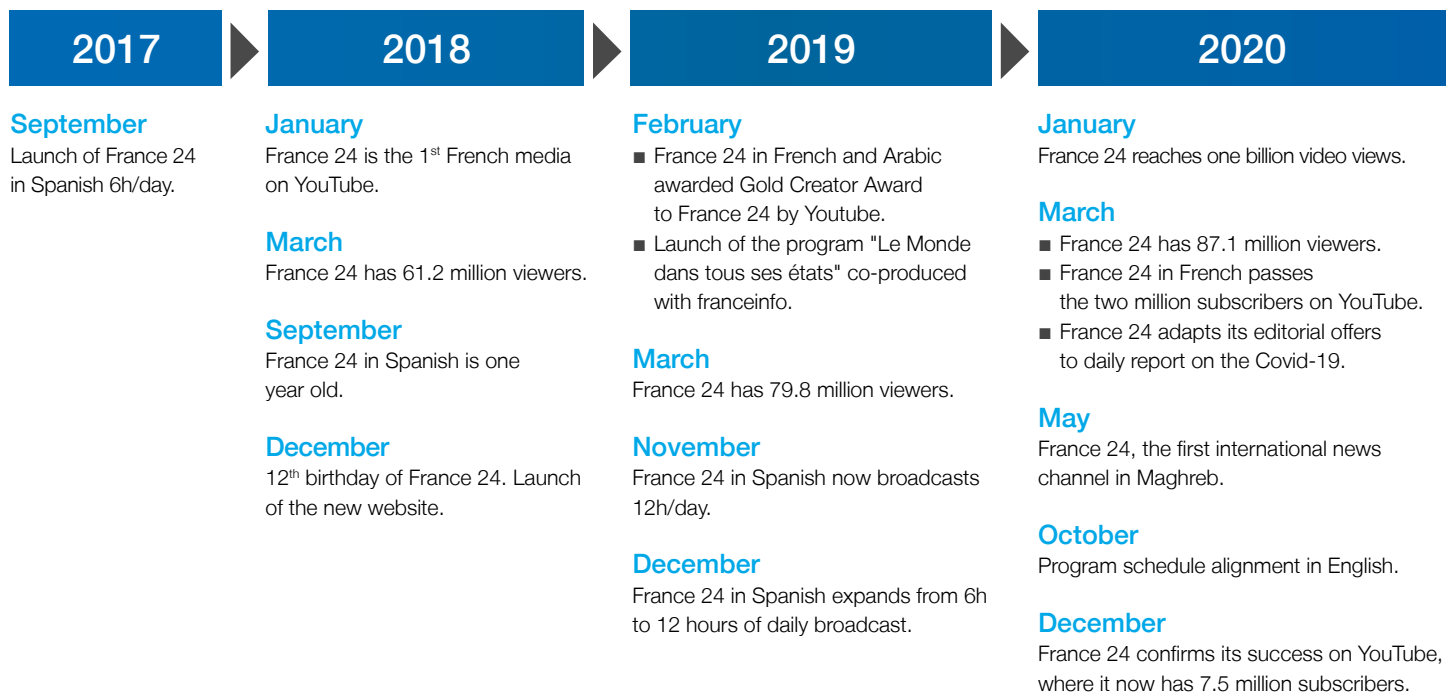 2017
September
Launch of France 24
in Spanish 6h/day.
2018
January
France 24 is the 1st French media
on YouTube.
March
France 24 has 61.2 million viewers.
September
France 24 in Spanish is one
year old.
December
12th birthday of France 24. Launch
of the new website.
2019
February
■ France 24 in French and Arabic
awarded Gold Creator Award
to France 24 by Youtube.
■ Launch of the program "Le Monde
dans tous ses états" co-produced
with franceinfo.
March
France 24 has 79.8 million viewers.
November
France 24 in Spanish now broadcasts
12h/day.
December
France 24 in Spanish expands from 6h
to 12 hours of daily broadcast.
2020
January
France 24 reaches one billion video views.
March
■ France 24 has 87.1 million viewers.
■ France 24 in French passes
the two million subscribers on YouTube.
■ France 24 adapts its editorial offers
to daily report on the Covid-19.
May
France 24, the first international news
channel in Maghreb.
October
Program schedule alignment in English.
December
France 24 confirms its success on YouTube,
where it now has 7.5 million subscribers.